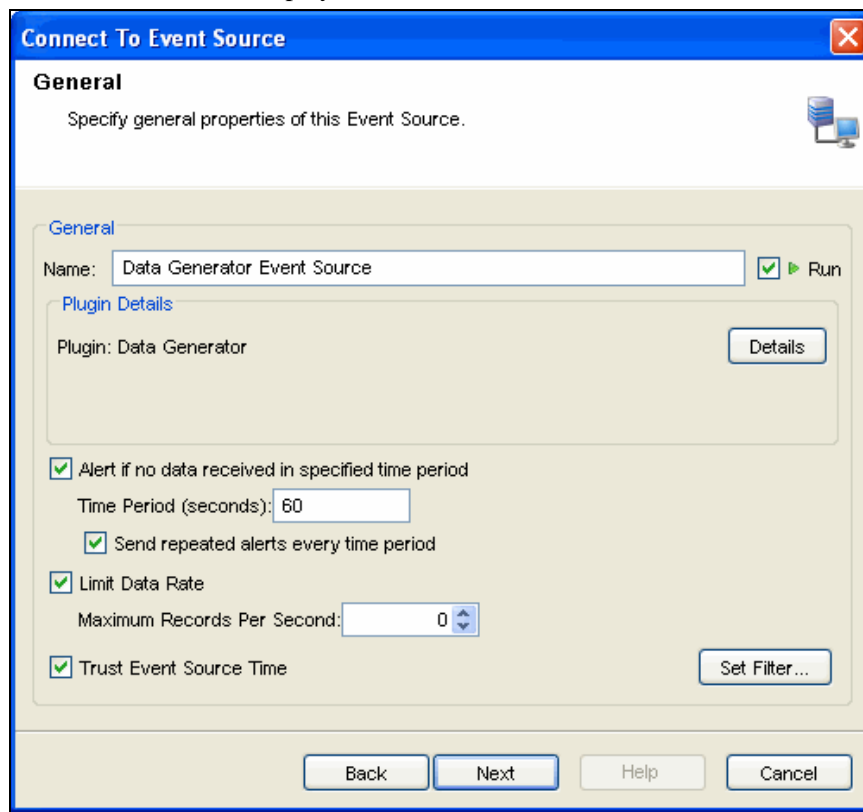 Connect To Event Source
General
Specify general properties of this Event Source.
General
Name: Data Generator Event Source Run
Plugin Details
Plugin: Data Generator Details
Alert if no data received in specified time period
Time Period (seconds): 60
Send repeated alerts every time period
Limit Data Rate
Maximum Records Per Second: 0
Trust Event Source Time Set Filter...
Back Next Help Cancel